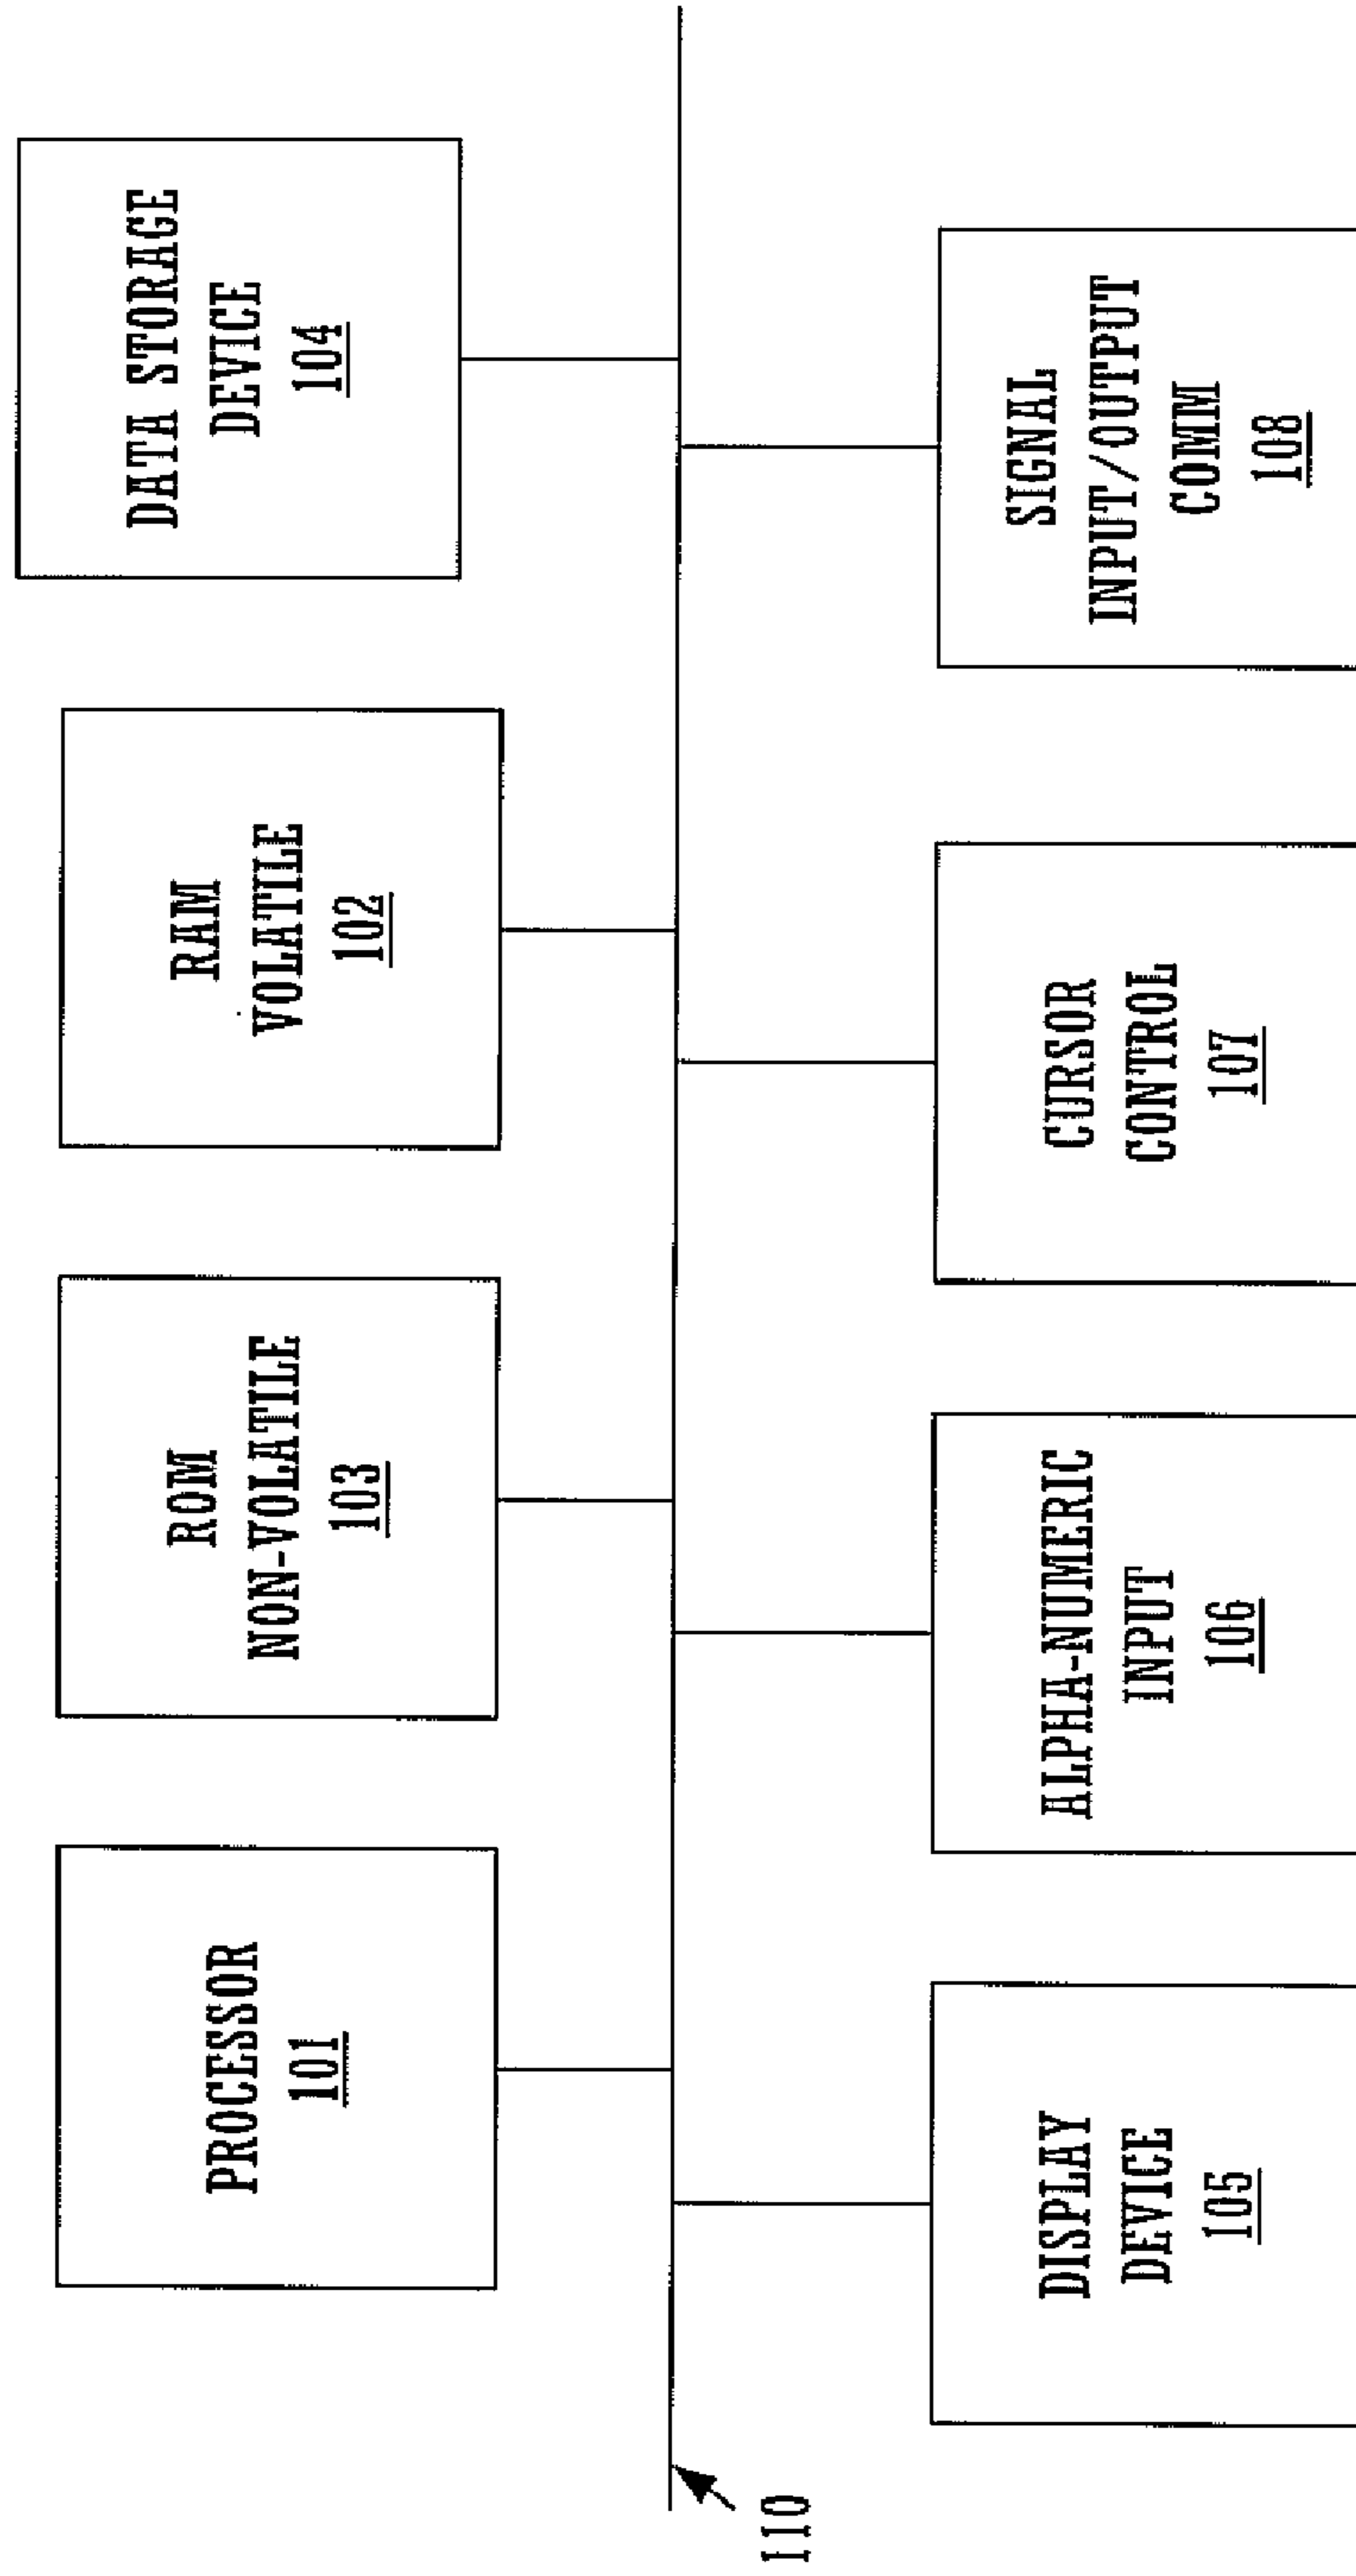 PROCESSOR
101
ROM
NON-VOLATILE
103
RAM
VOLATILE
102
DATA STORAGE
DEVICE
104
110
DISPLAY
DEVICE
105
ALPHA-NUMERIC
INPUT
106
CURSOR
CONTROL
107
SIGNAL
INPUT/OUTPUT
COMM
108